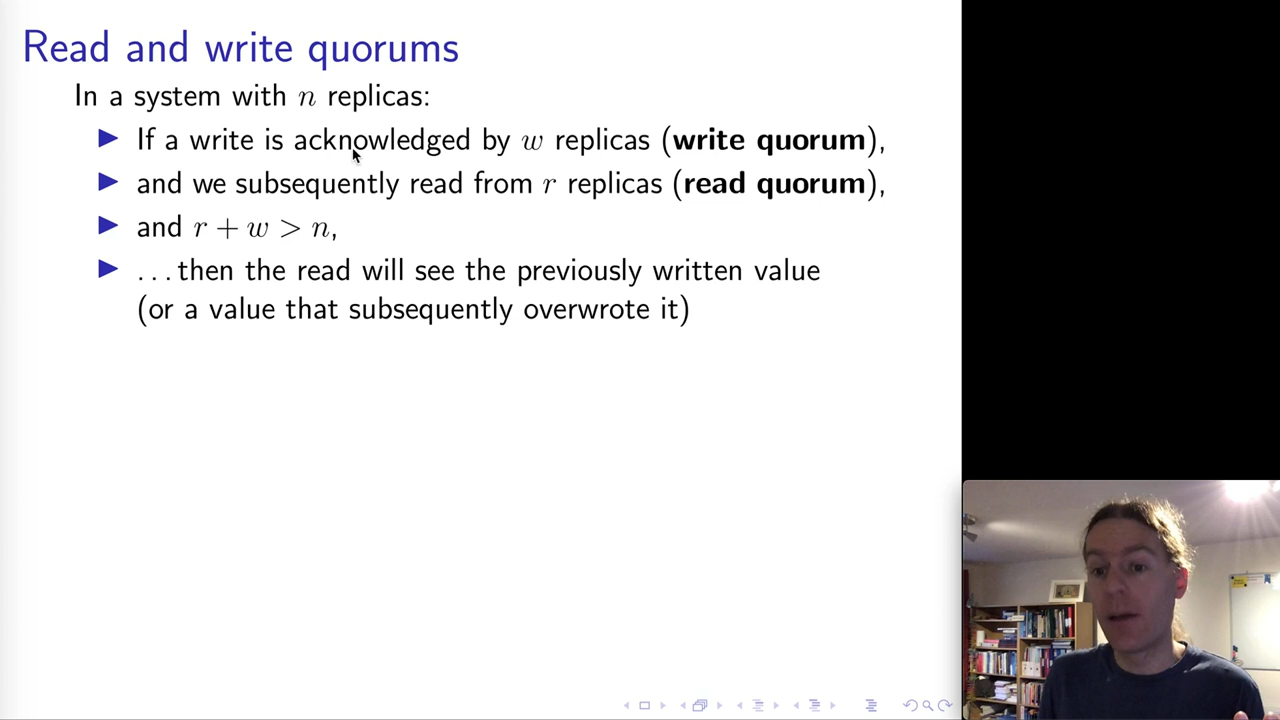 Read and write quorums
In a system with n replicas:
▶ If a write is acknowledged by w replicas (write quorum),
▶ and we subsequently read from r replicas (read quorum),
▶ and r + w > n,
▶ ...then the read will see the previously written value
(or a value that subsequently overwrote it)